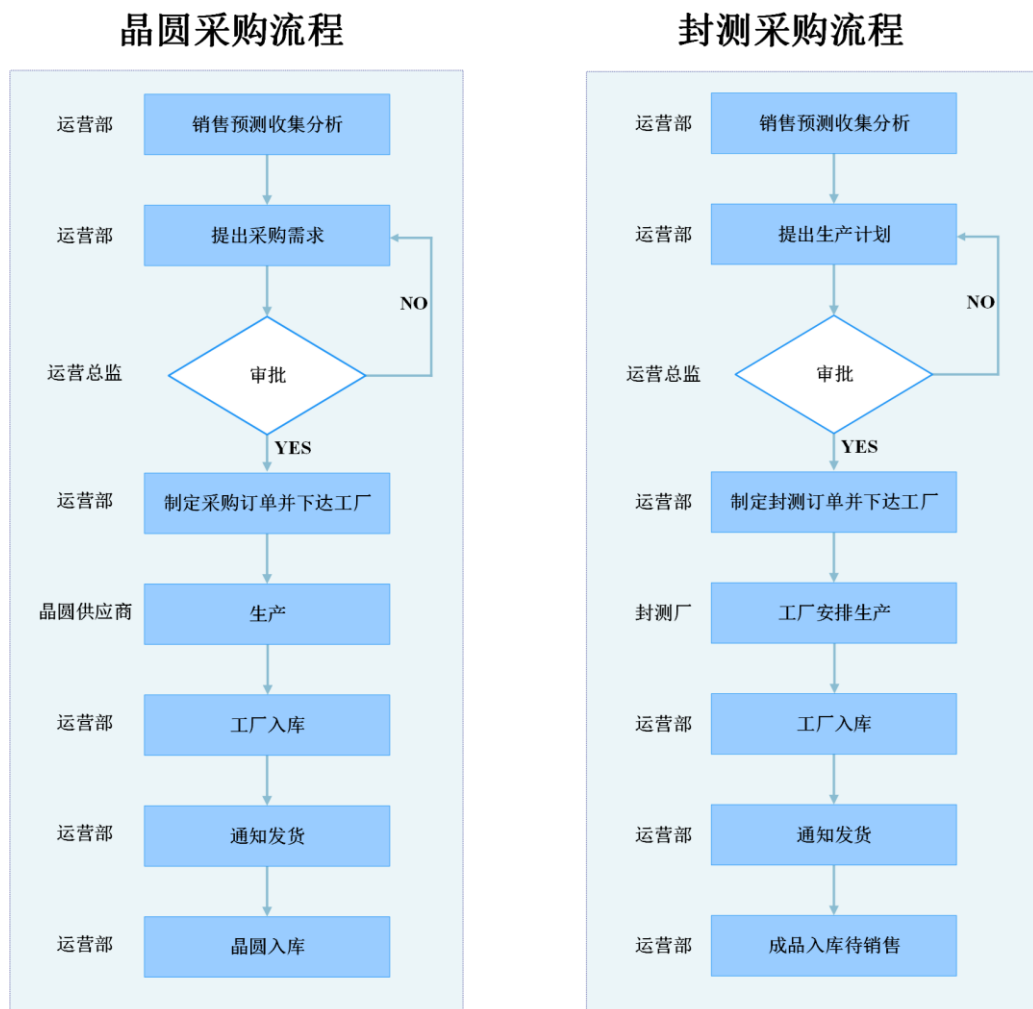 晶圆采购流程
运营部
销售预测收集分析
运营部
提出采购需求
NO
运营总监
审批
YES
运营部
制定采购订单并下达工厂
晶圆供应商
生产
运营部
工厂入库
运营部
通知发货
运营部
晶圆入库
封测采购流程
运营部
销售预测收集分析
运营部
提出生产计划
NO
运营总监
审批
YES
运营部
制定封测订单并下达工厂
封测厂
工厂安排生产
运营部
工厂入库
运营部
通知发货
运营部
成品入库待销售